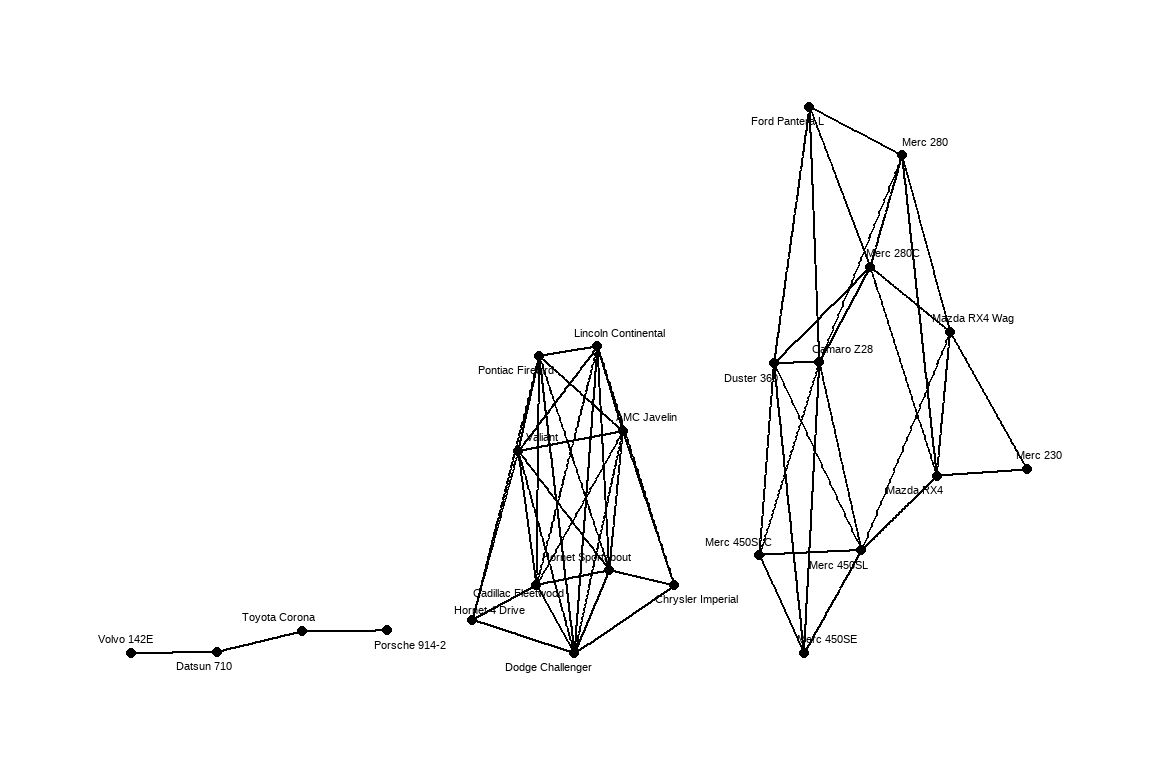 Ford Pantera L
Merc 280
Merc 280C
Mazda RX4 Wag
Lincoln Continental
Camaro Z28
Pontiac Firebird
Duster 360
AMC Javelin
Valiant
Merc 230
Mazda RX4
Merc 450SLC
Hornet Sportabout
Merc 450SL
Cadillac Fleetwood
Chrysler Imperial
Hornet 4 Drive
Toyota Corona
Volvo 142E
Merc 450SE
Porsche 914-2
Datsun 710
Dodge Challenger